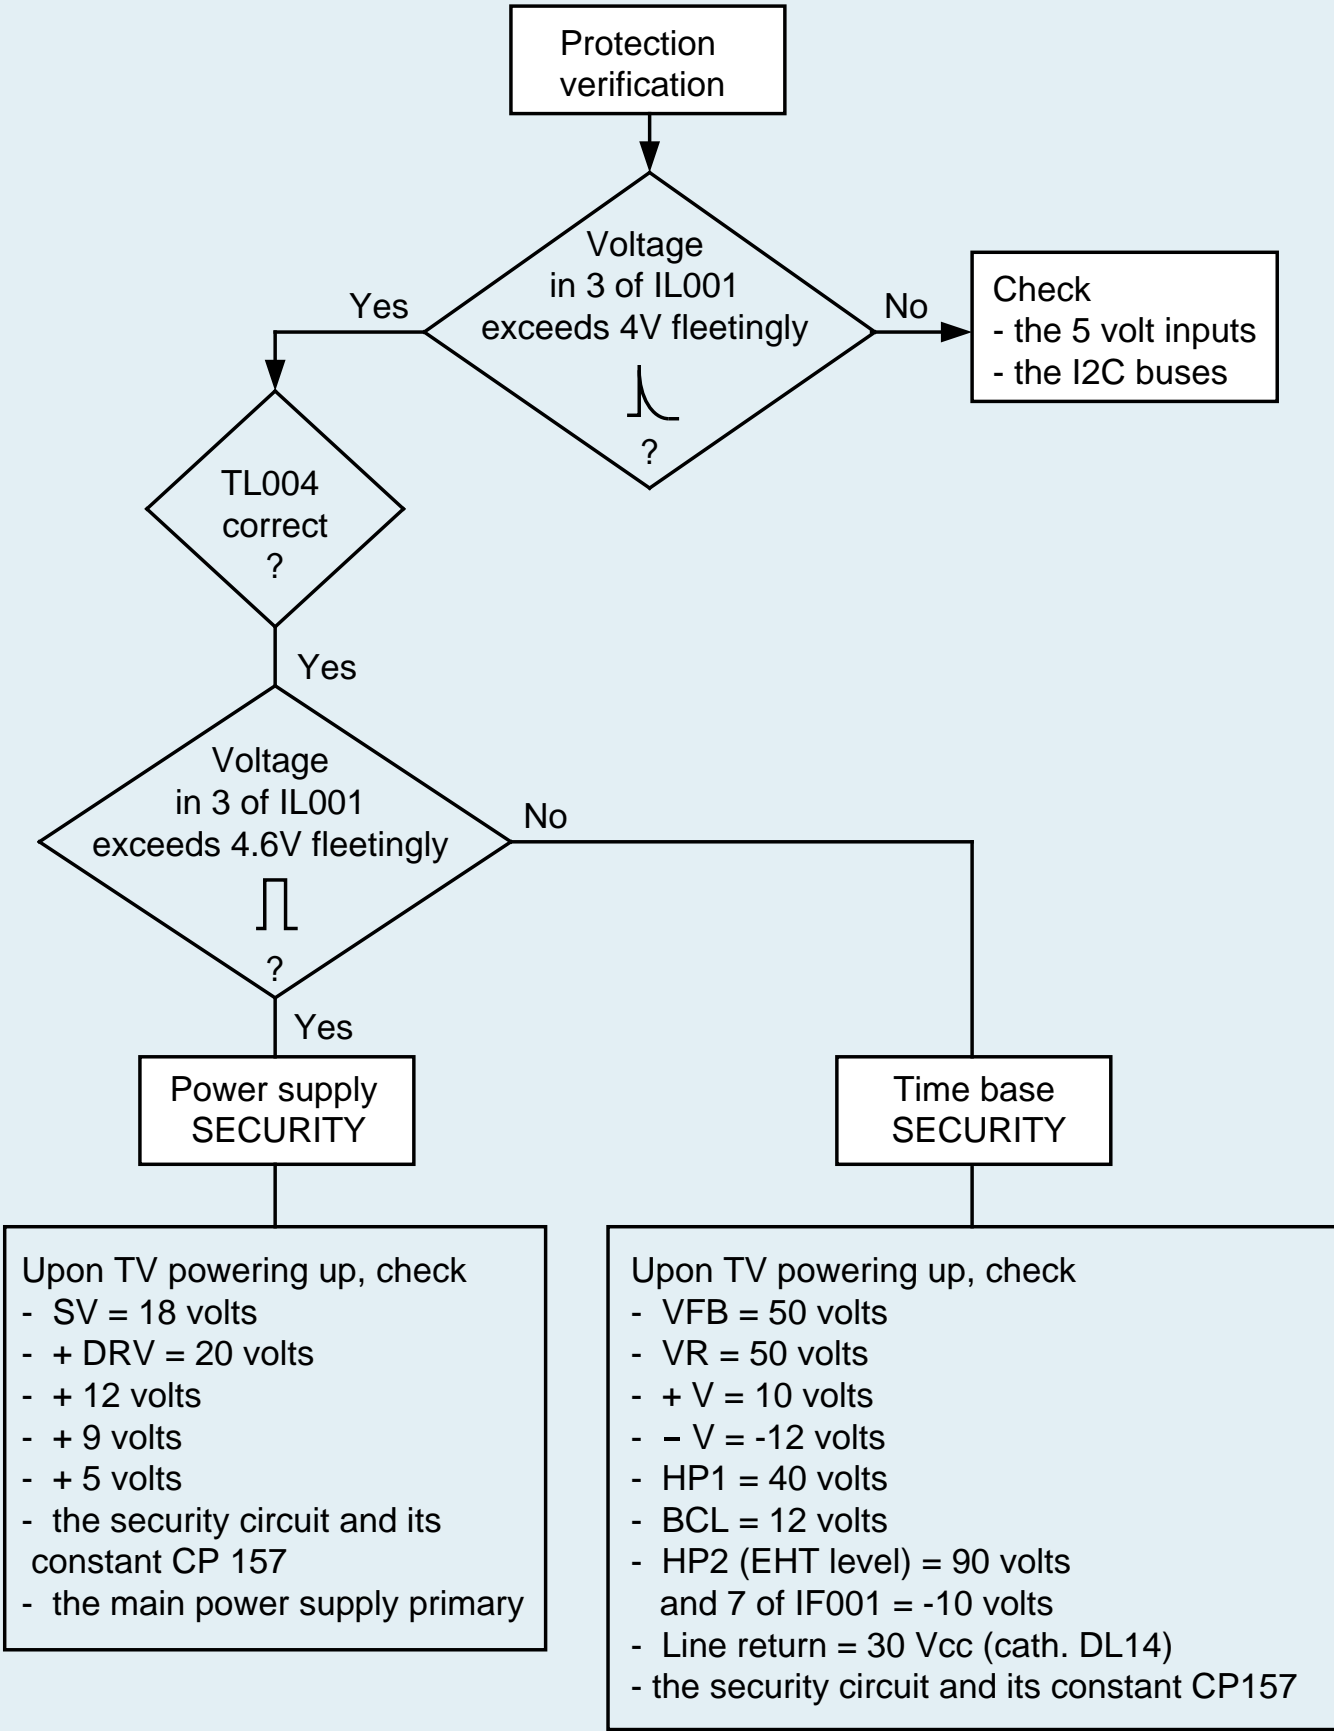 Protection
verification
Voltage
in 3 of IL001
exceeds 4V fleetingly
?
Yes
No
Check
- the 5 volt inputs
- the I2C buses
TL004
correct
?
Yes
Voltage
in 3 of IL001
exceeds 4.6V fleetingly
?
No
Yes
Power supply
SECURITY
Time base
SECURITY
Upon TV powering up, check
- SV = 18 volts
- + DRV = 20 volts
- + 12 volts
- + 9 volts
- + 5 volts
- the security circuit and its
constant CP 157
- the main power supply primary
Upon TV powering up, check
- VFB = 50 volts
- VR = 50 volts
- + V = 10 volts
- – V = -12 volts
- HP1 = 40 volts
- BCL = 12 volts
- HP2 (EHT level) = 90 volts
and 7 of IF001 = -10 volts
- Line return = 30 Vcc (cath. DL14)
- the security circuit and its constant CP157